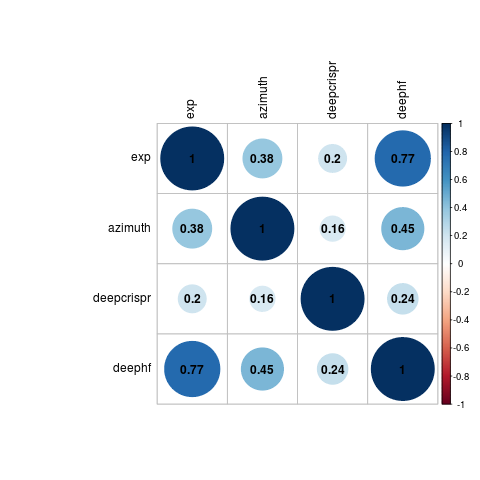 exp azimuth deepcrispr deephf
exp 1 0.38 0.2 0.77
azimuth 0.38 1 0.16 0.45
deepcrispr 0.2 0.16 1 0.24
deephf 0.77 0.45 0.24 1
1
0.8
0.6
0.4
0.2
0
-0.2
-0.4
-0.6
-0.8
-1